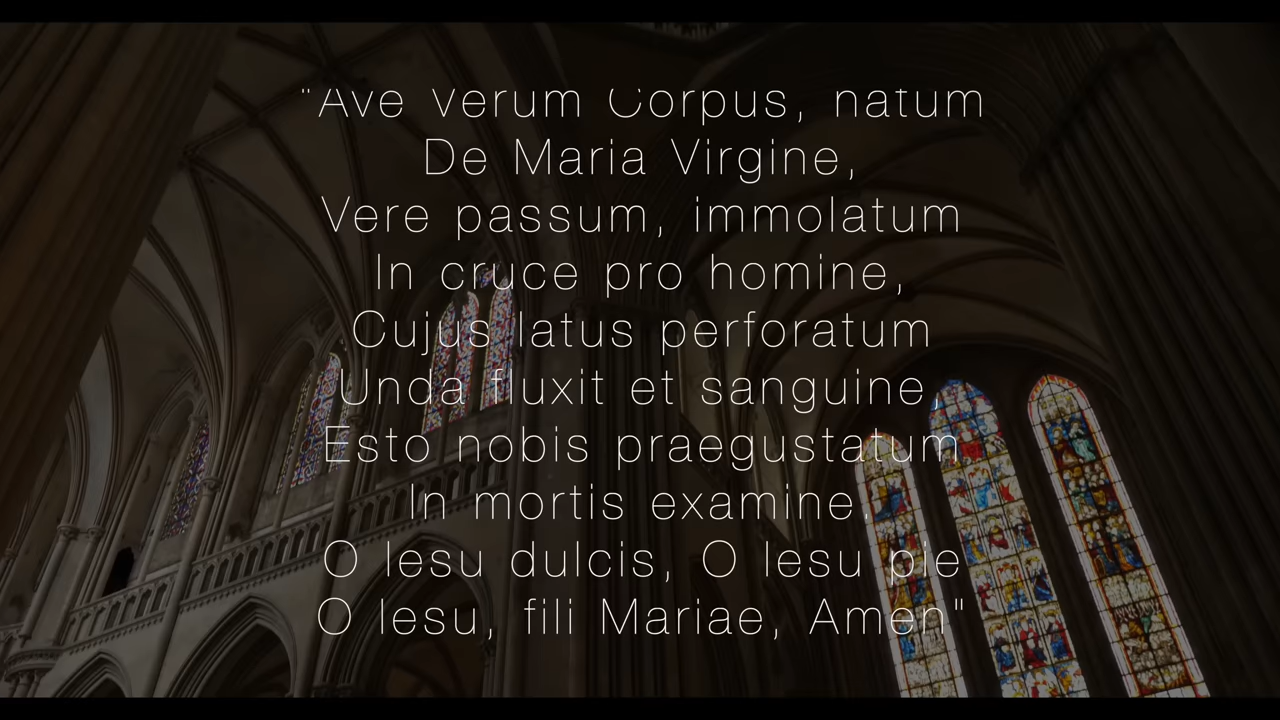 "Ave Verum Corpus, natum
De Maria Virgine,
Vere passum, immolatum
In cruce pro homine,
Cujus latus perforatum
Unda fluxit et sanguine,
Esto nobis praegustatum
In mortis examine.
O Iesu dulcis, O Iesu pie
O Iesu, fili Mariae, Amen"